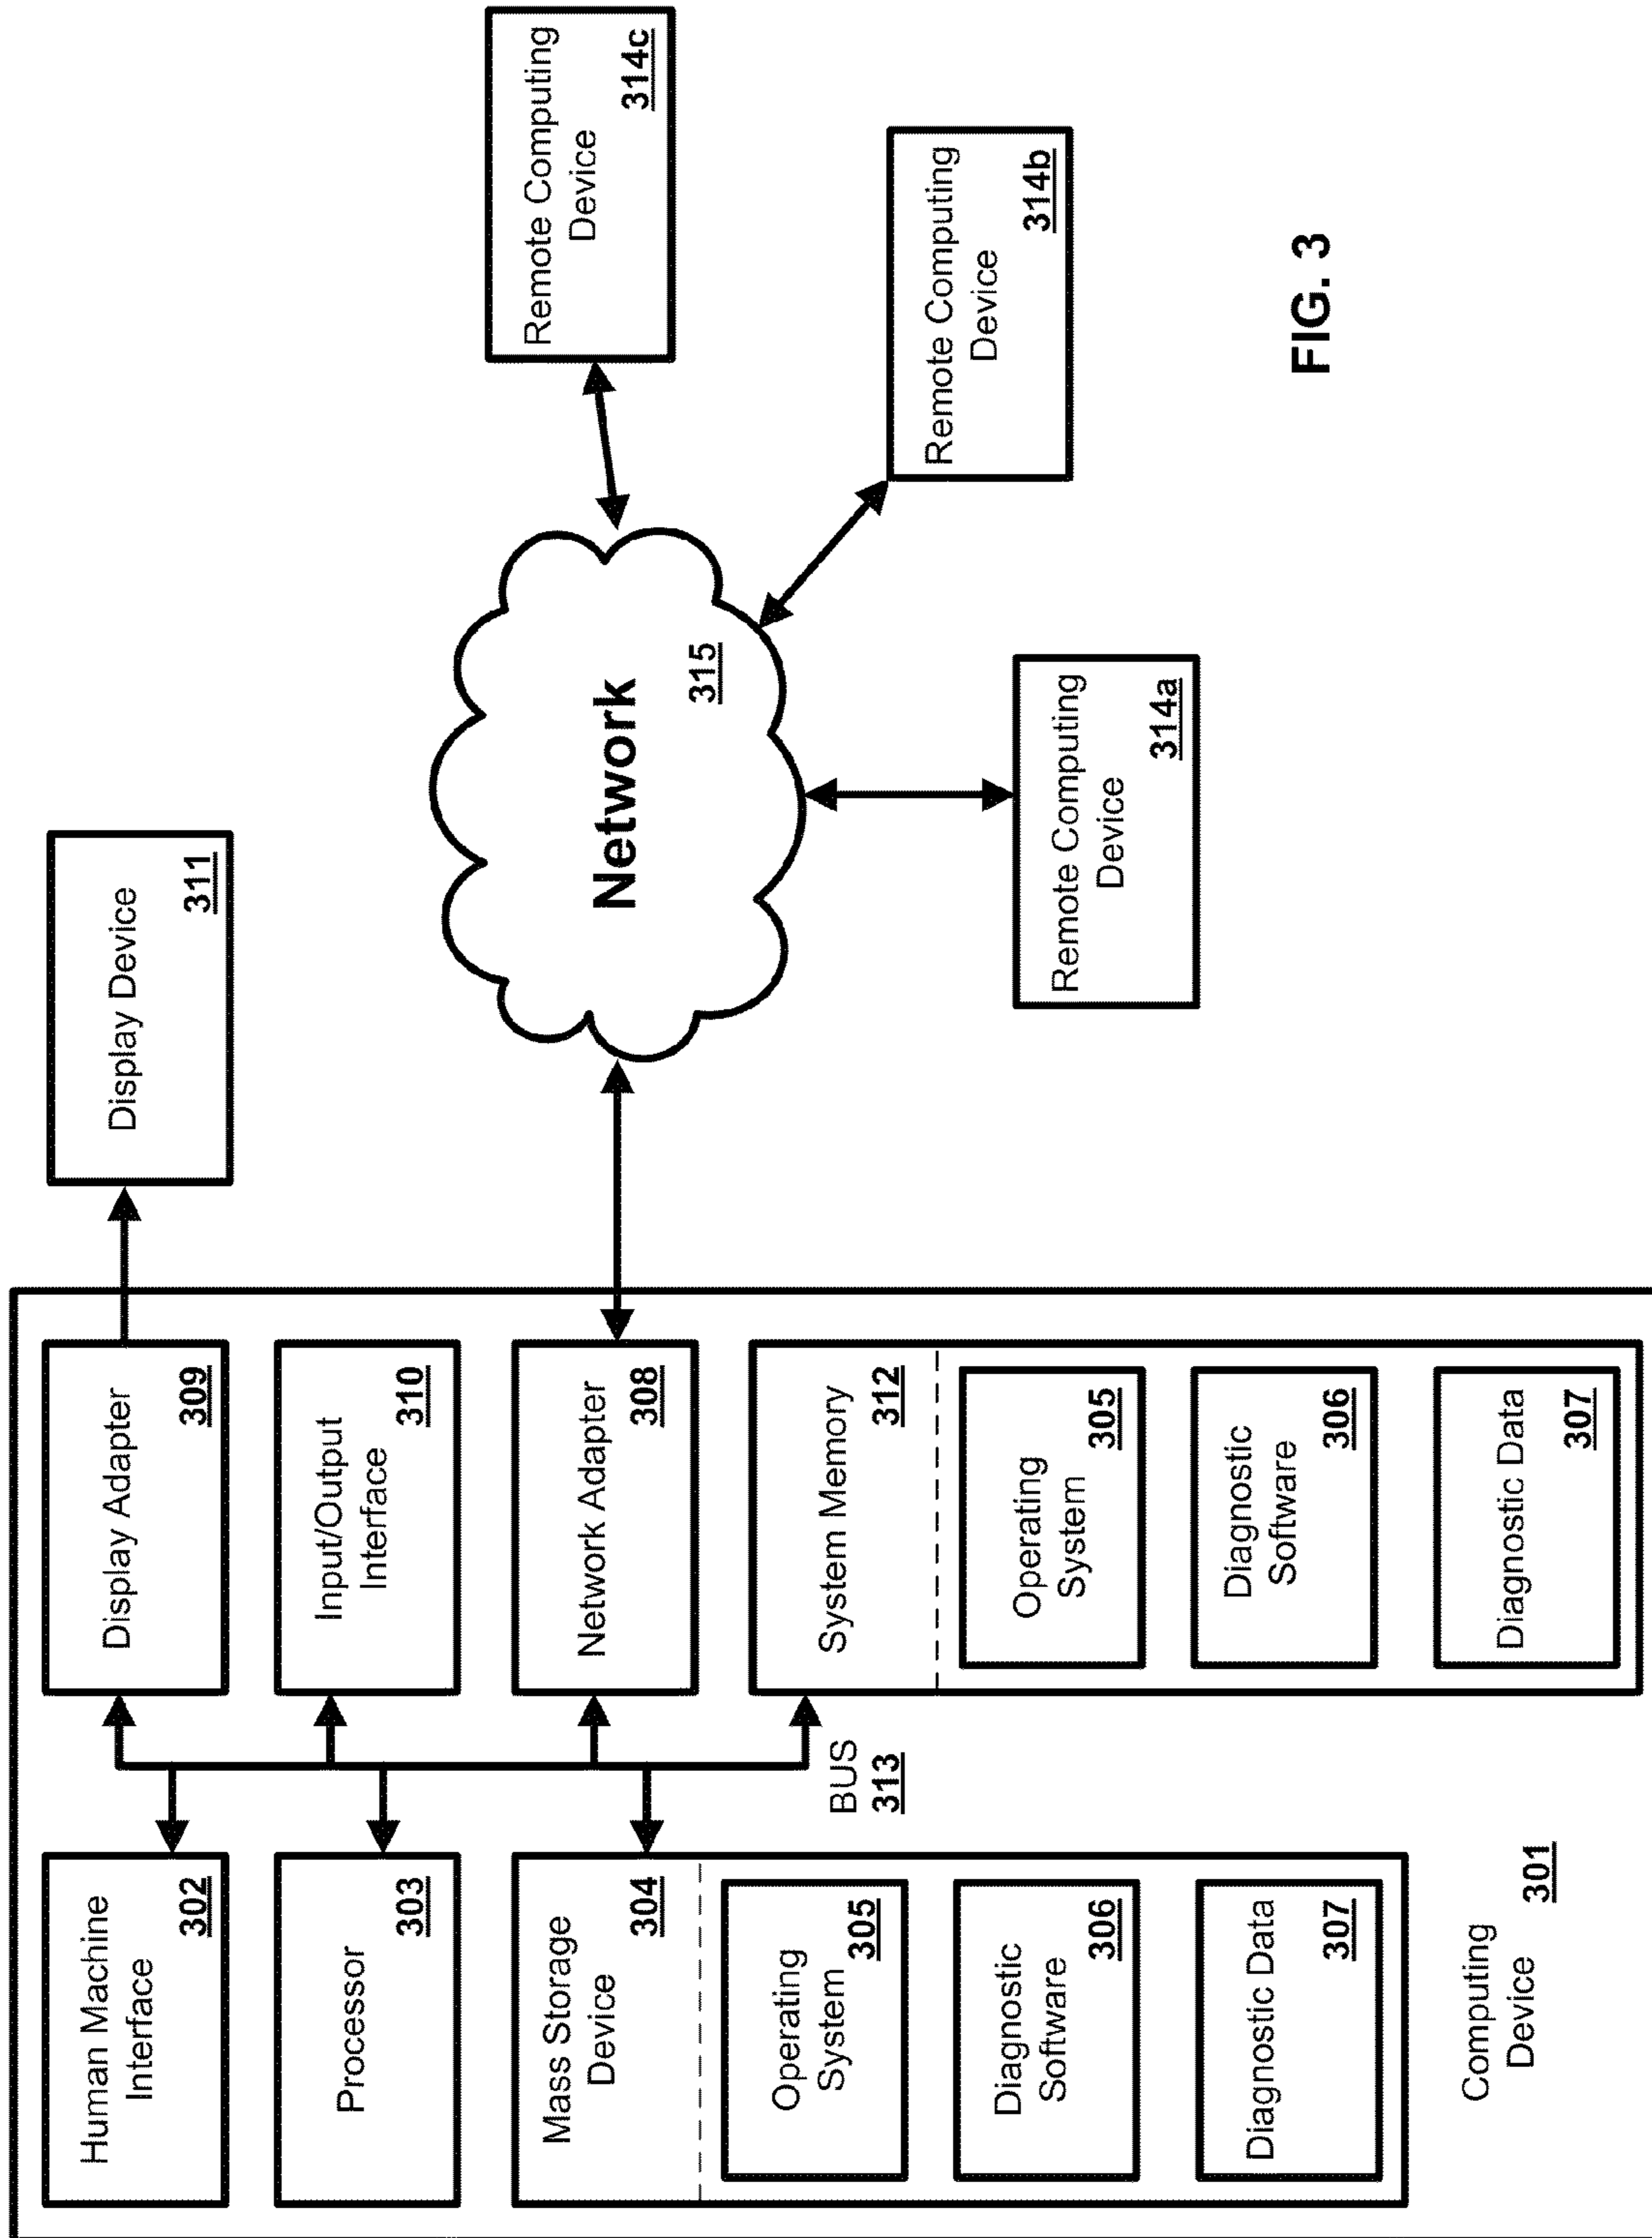 Human Machine
Interface
302
Processor
303
Mass Storage
Device
304
Operating
System
305
Diagnostic
Software
306
Diagnostic Data
307
Computing
Device
301
BUS
313
Display Adapter
309
Input/Output
Interface
310
Network Adapter
308
System Memory
312
Operating
System
305
Diagnostic
Software
306
Diagnostic Data
307
Display Device
311
Network
315
Remote Computing
Device
314a
Remote Computing
Device
314b
Remote Computing
Device
314c
FIG. 3